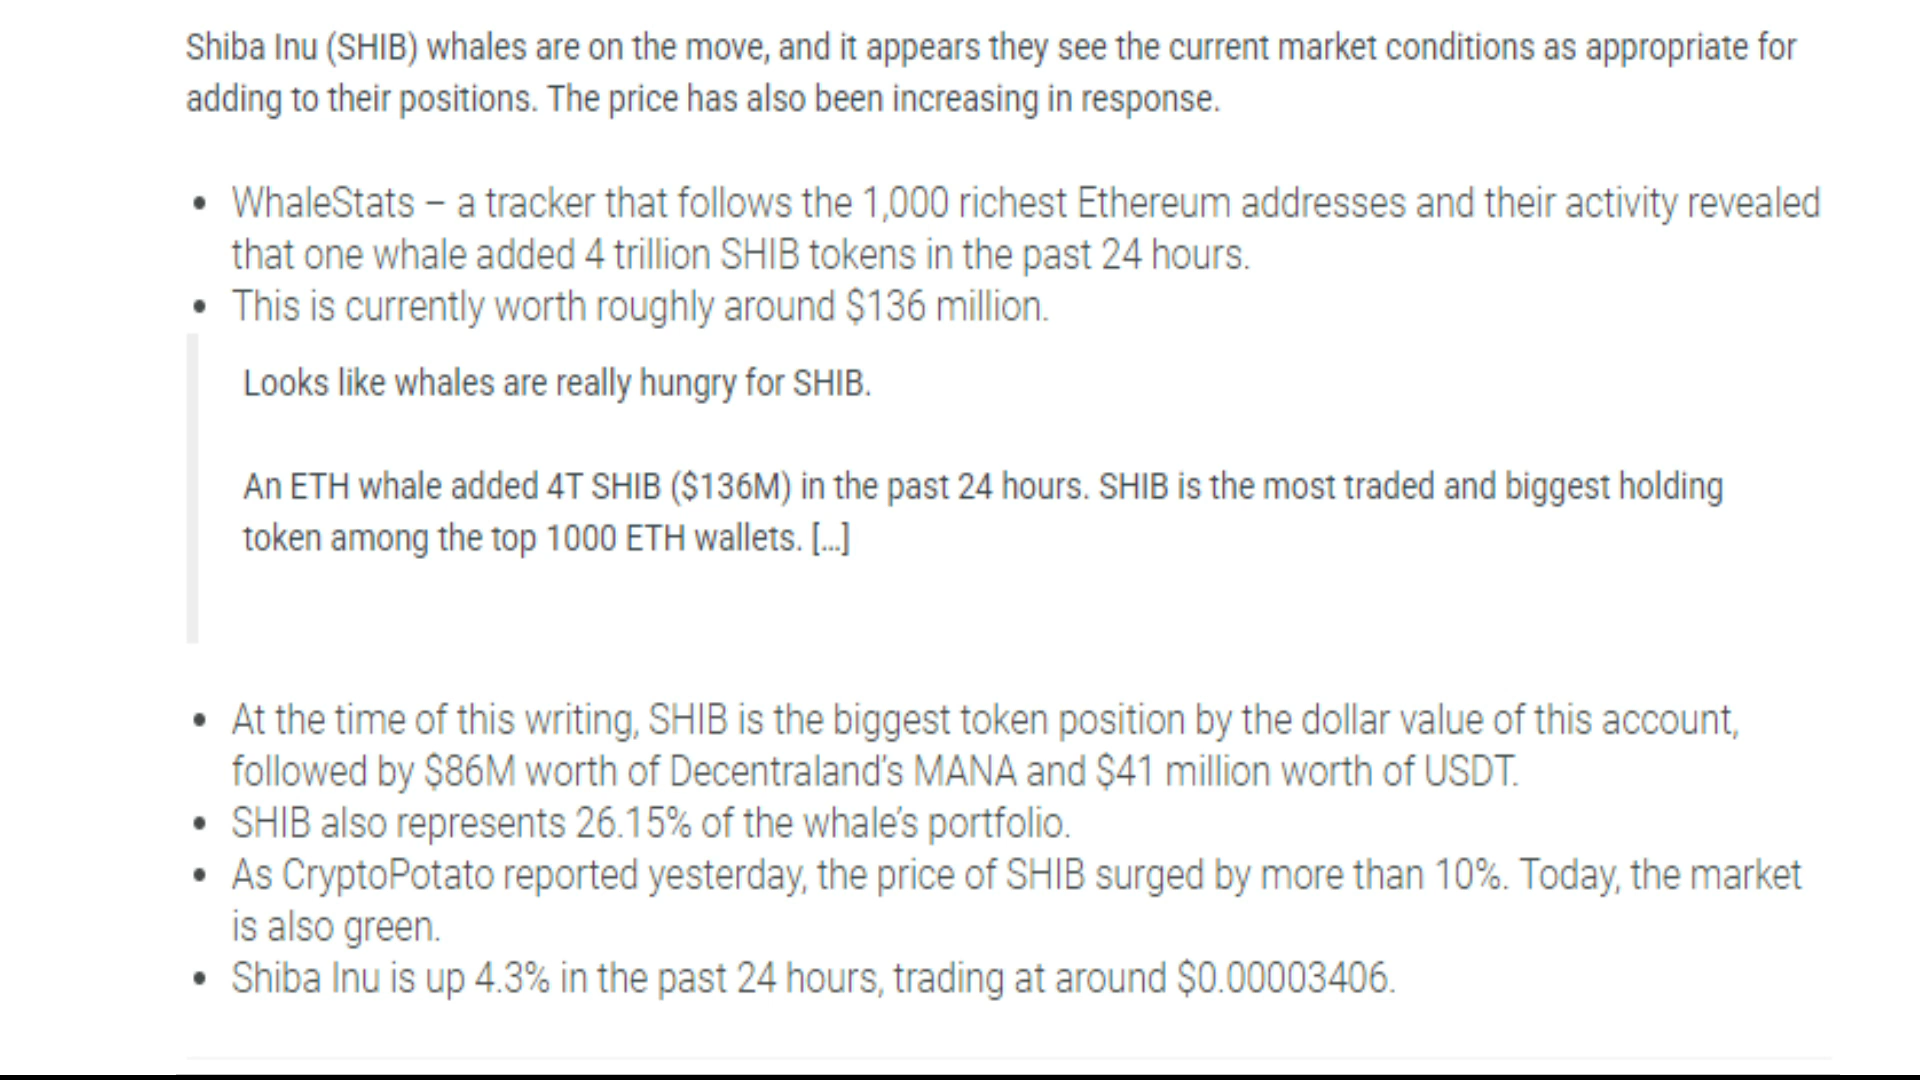 Shiba Inu (SHIB) whales are on the move, and it appears they see the current market conditions as appropriate for
adding to their positions. The price has also been increasing in response.
• WhaleStats – a tracker that follows the 1,000 richest Ethereum addresses and their activity revealed
that one whale added 4 trillion SHIB tokens in the past 24 hours.
• This is currently worth roughly around $136 million.
Looks like whales are really hungry for SHIB.
An ETH whale added 4T SHIB ($136M) in the past 24 hours. SHIB is the most traded and biggest holding
token among the top 1000 ETH wallets. […]
• At the time of this writing, SHIB is the biggest token position by the dollar value of this account,
followed by $86M worth of Decentraland’s MANA and $41 million worth of USDT.
• SHIB also represents 26.15% of the whale’s portfolio.
• As CryptoPotato reported yesterday, the price of SHIB surged by more than 10%. Today, the market
is also green.
• Shiba Inu is up 4.3% in the past 24 hours, trading at around $0.00003406.